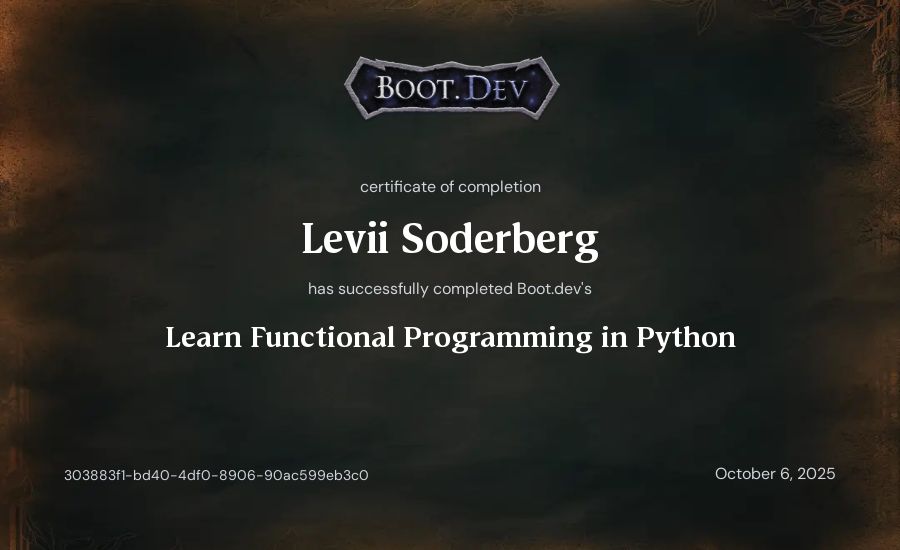 BOOT.DEV
certificate of completion
Levii Soderberg
has successfully completed Boot.dev's
Learn Functional Programming in Python
303883f1-bd40-4df0-8906-90ac599eb3c0
October 6, 2025